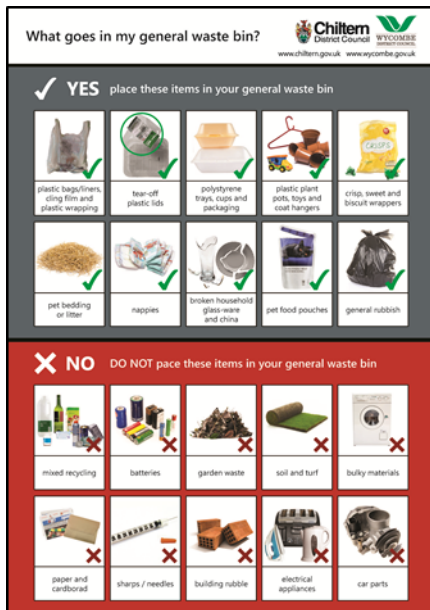 What goes in my general waste bin?
Chiltern
District Council
WYCOMBE
DISTRICT COUNCIL
www.chiltern.gov.uk www.wycombe.gov.uk
YES place these items in your general waste bin
plastic bags/liners,
cling film and
plastic wrapping
tear-off
plastic lids
polystyrene
trays, cups and
packaging
plastic plant
pots, toys and
coat hangers
CRISPS
crisp, sweet and
biscuit wrappers
pet bedding
or litter
nappies
broken household
glass-ware
and china
pet food pouches
general rubbish
NO DO NOT pace these items in your general waste bin
mixed recycling
batteries
garden waste
soil and turf
bulky materials
paper and
cardborad
sharps / needles
building rubble
electrical
appliances
car parts